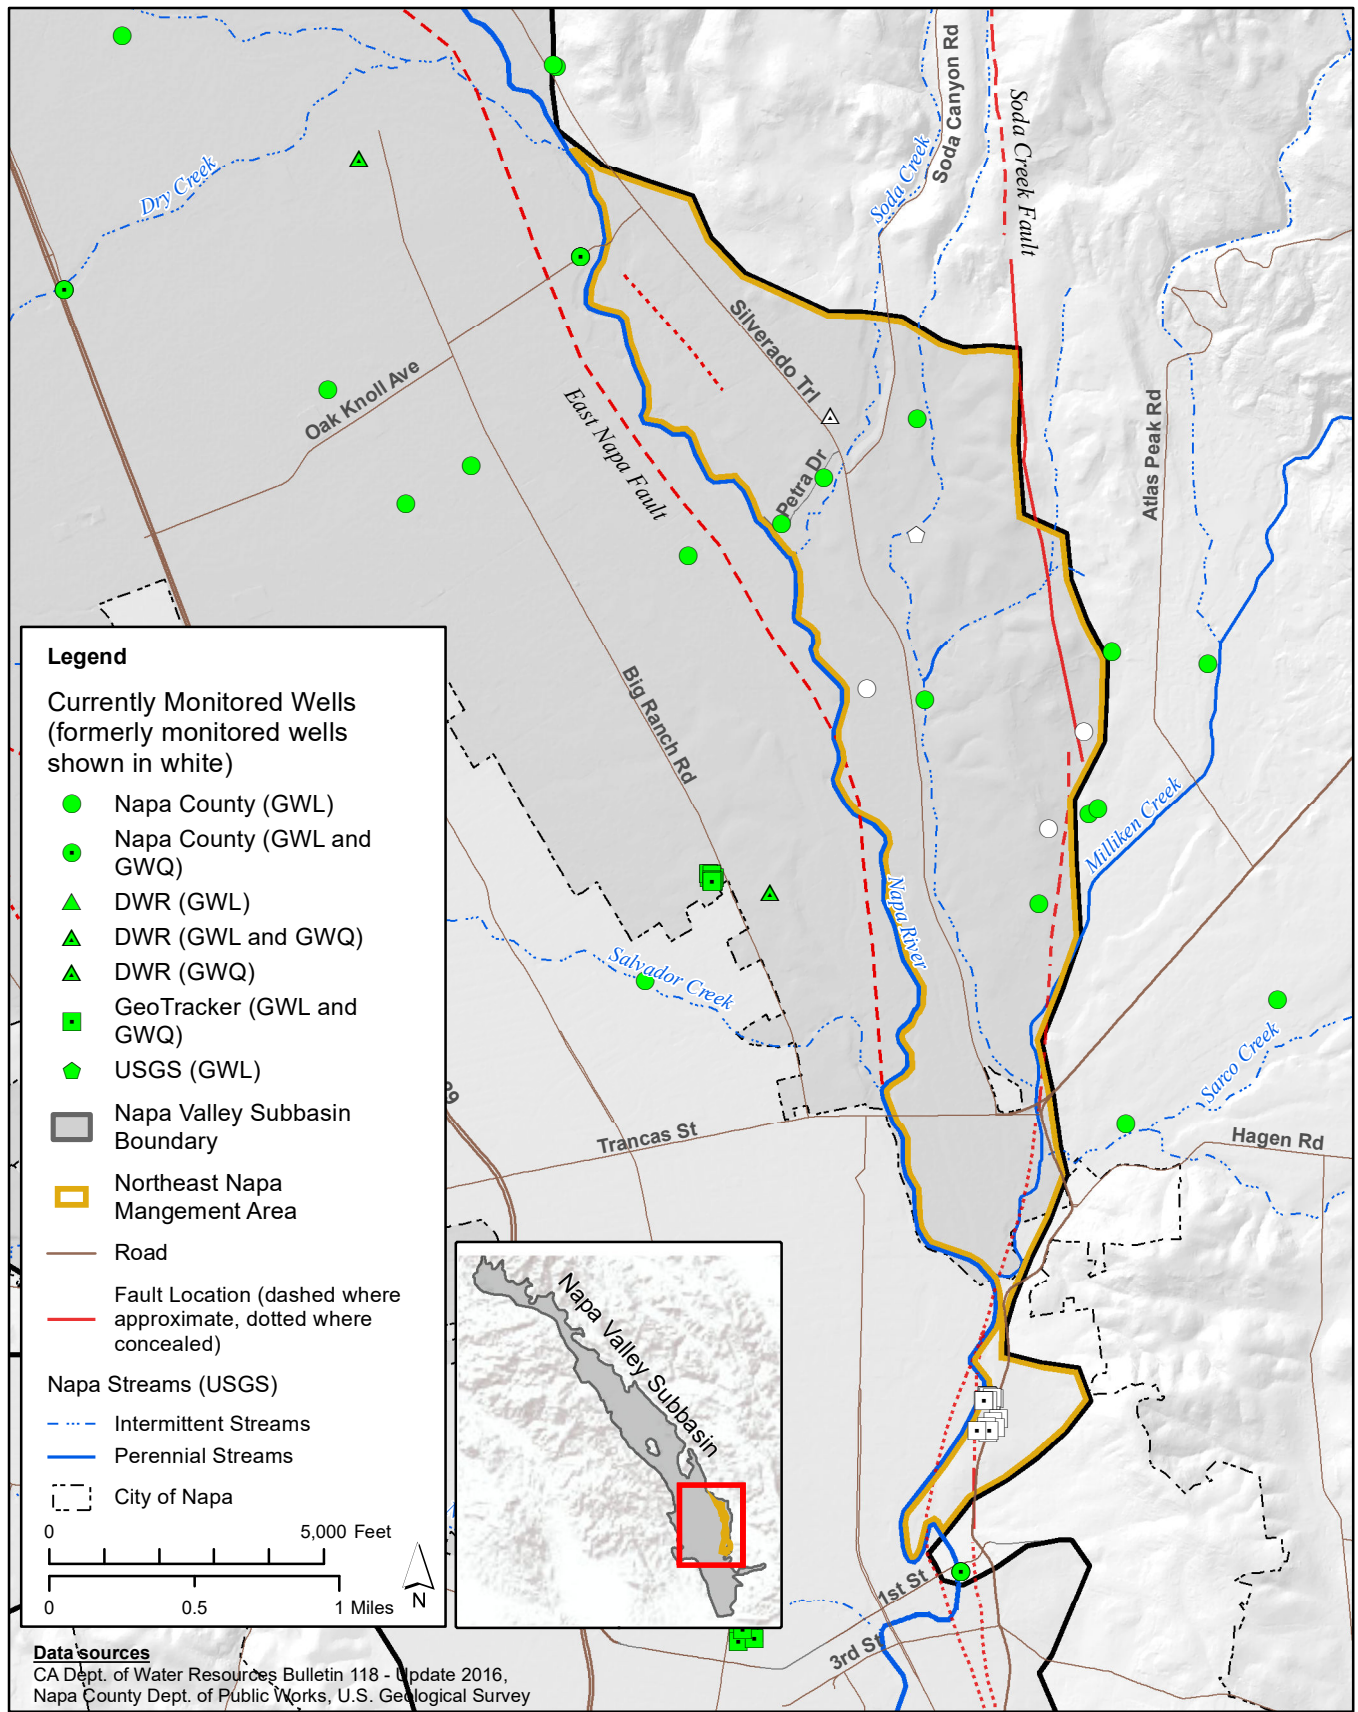 Soda Canyon Rd
Soda Creek Fault
Soda Creek
Dry Creek
Silverado Trl
Oak Knoll Ave
East Napa Fault
Petra Dr
Atlas Peak Rd
Big Ranch Rd
Milliken Creek
Napa River
Salvador Creek
Sarco Creek
Trancas St
Hagen Rd
1st St
3rd St
Legend
Currently Monitored Wells
(formerly monitored wells
shown in white)
Napa County (GWL)
Napa County (GWL and
GWQ)
DWR (GWL)
DWR (GWL and GWQ)
DWR (GWQ)
GeoTracker (GWL and
GWQ)
USGS (GWL)
Napa Valley Subbasin
Boundary
Northeast Napa
Mangement Area
Road
Fault Location (dashed where
approximate, dotted where
concealed)
Napa Streams (USGS)
Intermittent Streams
Perennial Streams
City of Napa
0 5,000 Feet
0 0.5 1 Miles
N
Napa Valley Subbasin
Data sources
CA Dept. of Water Resources Bulletin 118 - Update 2016,
Napa County Dept. of Public Works, U.S. Geological Survey